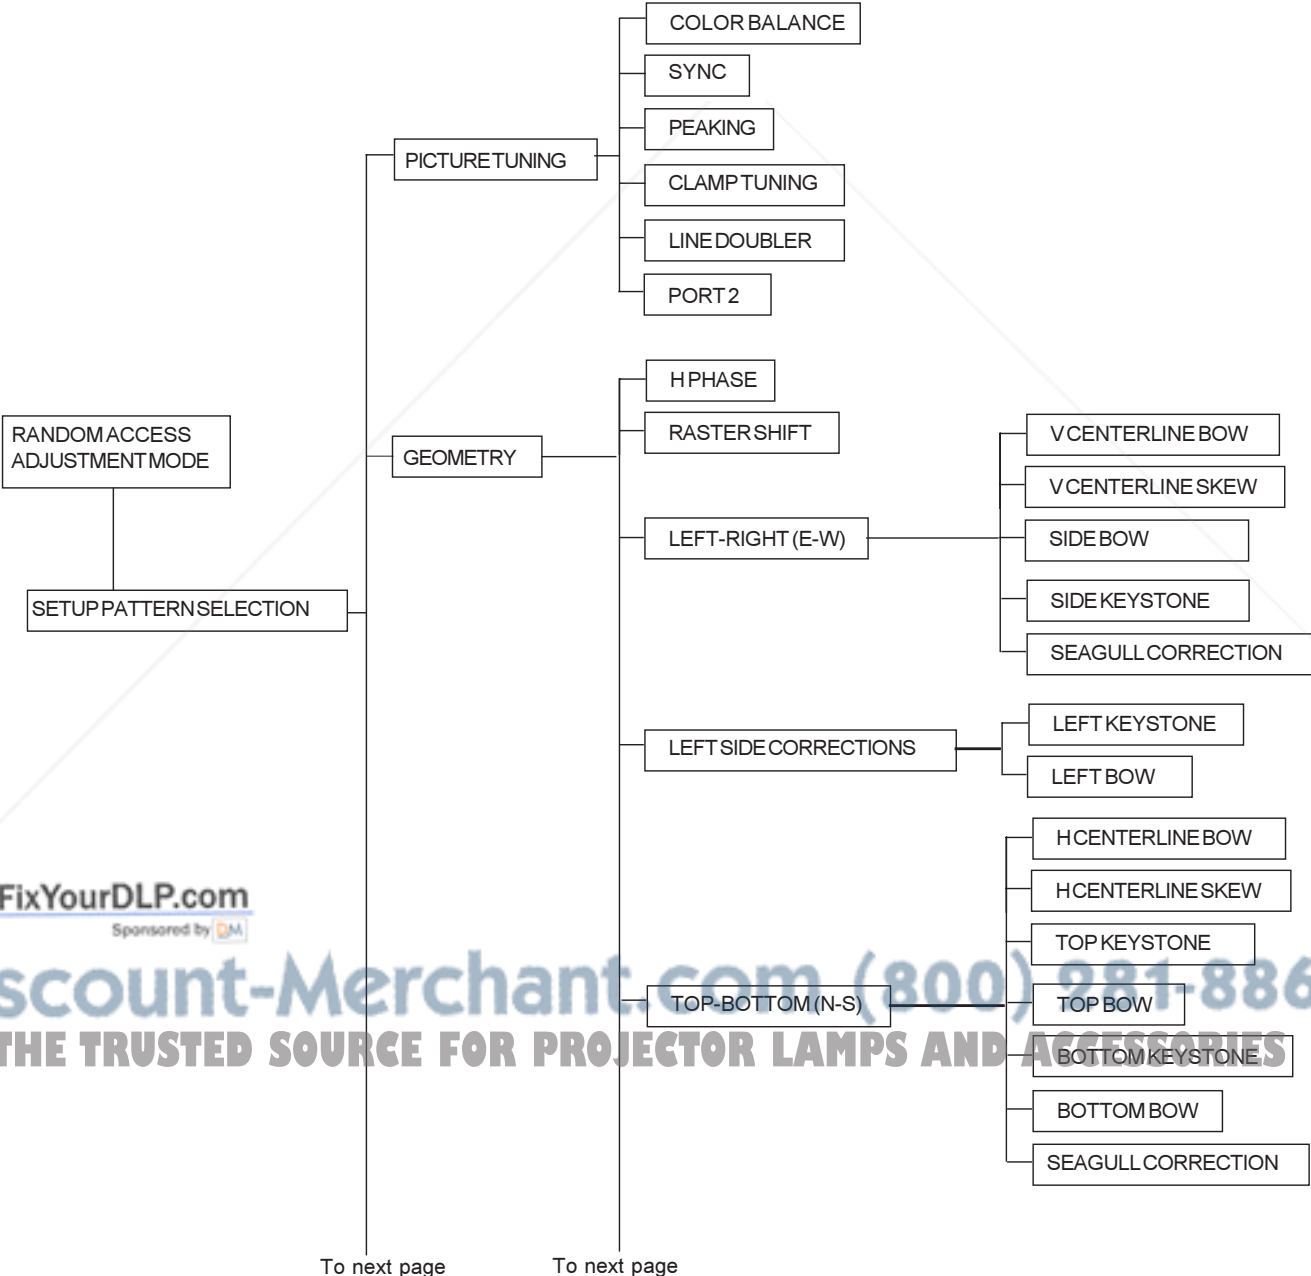 COLOR BALANCE
SYNC
PEAKING
PICTURE TUNING
CLAMP TUNING
LINE DOUBLER
PORT 2
H PHASE
RASTER SHIFT
RANDOM ACCESS
ADJUSTMENT MODE
GEOMETRY
V CENTERLINE BOW
V CENTERLINE SKEW
LEFT-RIGHT (E-W)
SIDE BOW
SETUP PATTERN SELECTION
SIDE KEYSTONE
SEAGULL CORRECTION
LEFT SIDE CORRECTIONS
LEFT KEYSTONE
LEFT BOW
H CENTERLINE BOW
H CENTERLINE SKEW
FixYourDLP.com
Sponsored by DM
TOP KEYSTONE
scount-Merchant.com (800) 281-886
TOP-BOTTOM (N-S)
TOP BOW
THE TRUSTED SOURCE FOR PROJECTOR LAMPS AND ACCESSORIES
BOTTOM KEYSTONE
BOTTOM BOW
SEAGULL CORRECTION
To next page
To next page